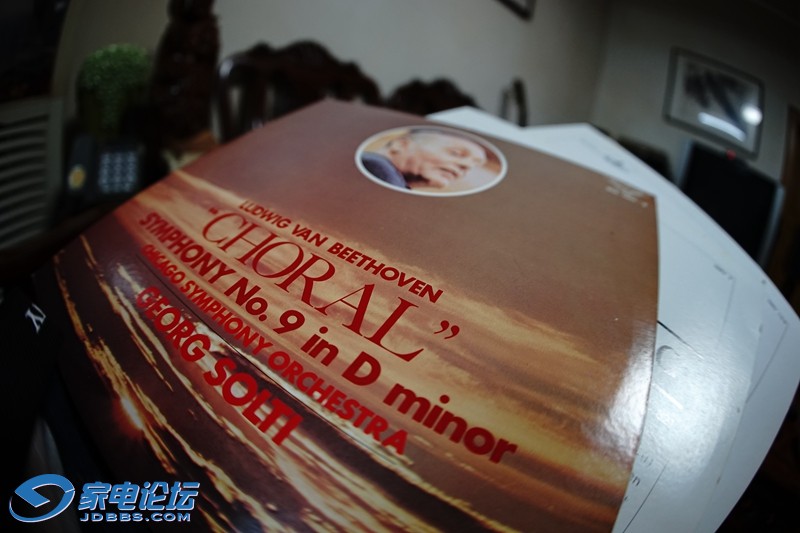 LUDWIG VAN BEETHOVEN
"CHORAL"
SYMPHONY No. 9 in D minor
CHICAGO SYMPHONY ORCHESTRA
GEORG SOLTI
家电论坛
JDBBS.COM